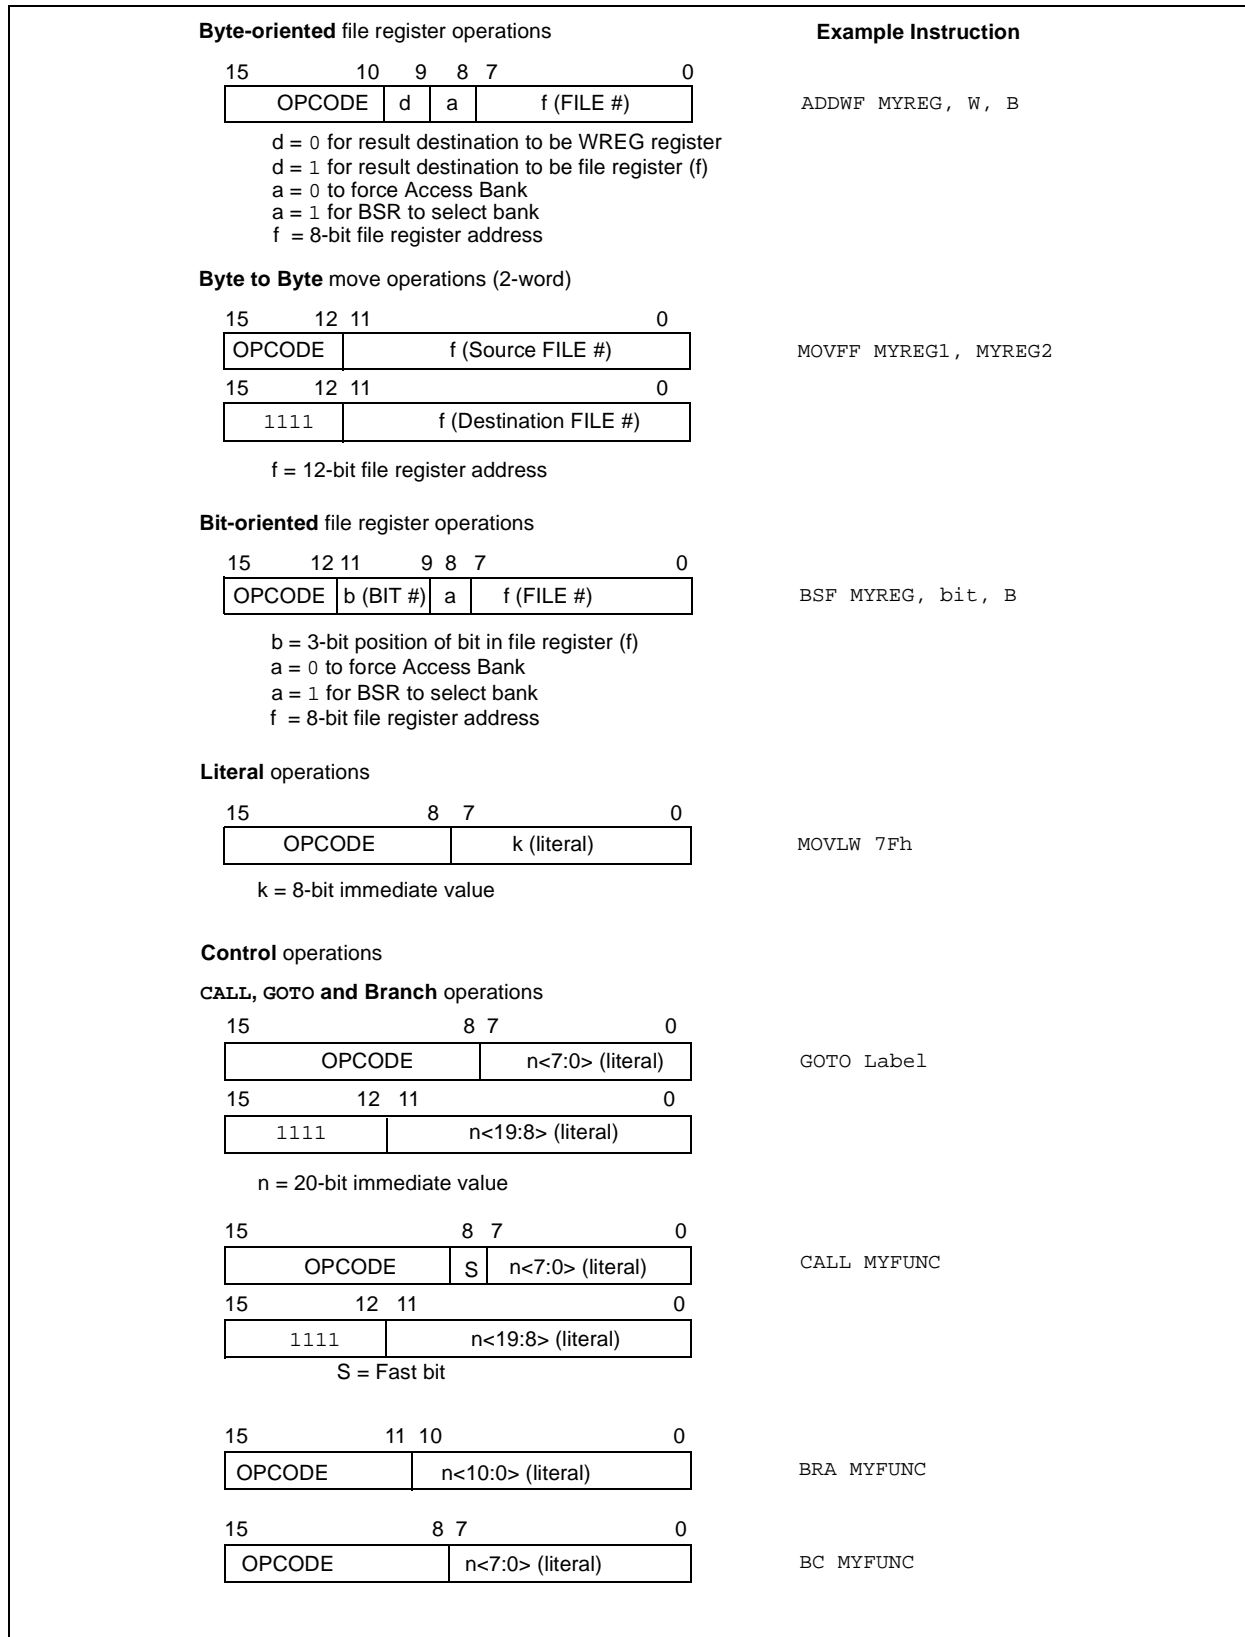 Byte-oriented file register operations
Example Instruction
15 10 9 8 7 0
OPCODE d a f (FILE #)
ADDWF MYREG, W, B
d = 0 for result destination to be WREG register
d = 1 for result destination to be file register (f)
a = 0 to force Access Bank
a = 1 for BSR to select bank
f = 8-bit file register address
Byte to Byte move operations (2-word)
15 12 11 0
OPCODE f (Source FILE #)
MOVFF MYREG1, MYREG2
15 12 11 0
1111 f (Destination FILE #)
f = 12-bit file register address
Bit-oriented file register operations
15 12 11 9 8 7 0
OPCODE b (BIT #) a f (FILE #)
BSF MYREG, bit, B
b = 3-bit position of bit in file register (f)
a = 0 to force Access Bank
a = 1 for BSR to select bank
f = 8-bit file register address
Literal operations
15 8 7 0
OPCODE k (literal)
MOVLW 7Fh
k = 8-bit immediate value
Control operations
CALL, GOTO and Branch operations
15 8 7 0
OPCODE n<7:0> (literal)
GOTO Label
15 12 11 0
1111 n<19:8> (literal)
n = 20-bit immediate value
15 8 7 0
OPCODE S n<7:0> (literal)
CALL MYFUNC
15 12 11 0
1111 n<19:8> (literal)
S = Fast bit
15 11 10 0
OPCODE n<10:0> (literal)
BRA MYFUNC
15 8 7 0
OPCODE n<7:0> (literal)
BC MYFUNC